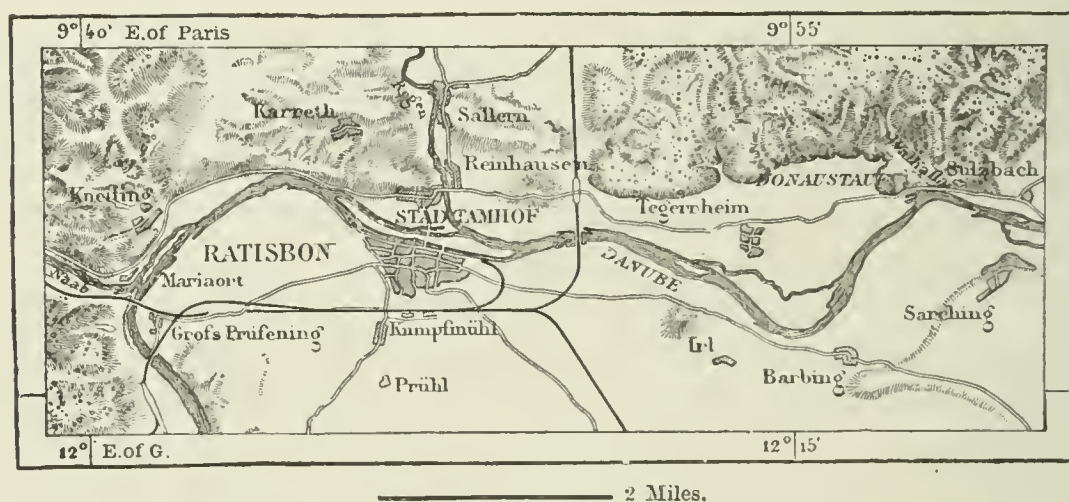 9° 40' E. of Paris
9° 55'
Karreth
Regen
Sallern
Reinhausen
Walhalla
Sulzbach
DONAUSTAUF
Kneiting
STADTAMHOF
Tegernheim
RATISBON
DANUBE
Naab
Mariaort
Sarching
Groſs Prüfening
Kumpfmühl
Irl
Prühl
Barbing
12° E. of G.
12° 15'
2 Miles.